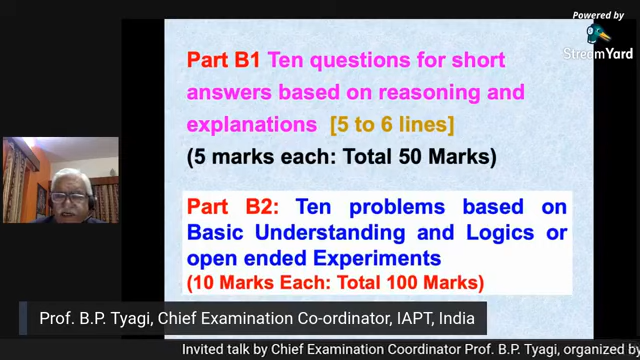 Powered by
StreamYard
Part B1 Ten questions for short
answers based on reasoning and
explanations [5 to 6 lines]
(5 marks each: Total 50 Marks)
Part B2: Ten problems based on
Basic Understanding and Logics or
open ended Experiments
(10 Marks Each: Total 100 Marks)
Prof. B.P. Tyagi, Chief Examination Co-ordinator, IAPT, India
Invited talk by Chief Examination Coordinator Prof. B.P. Tyagi, organized by